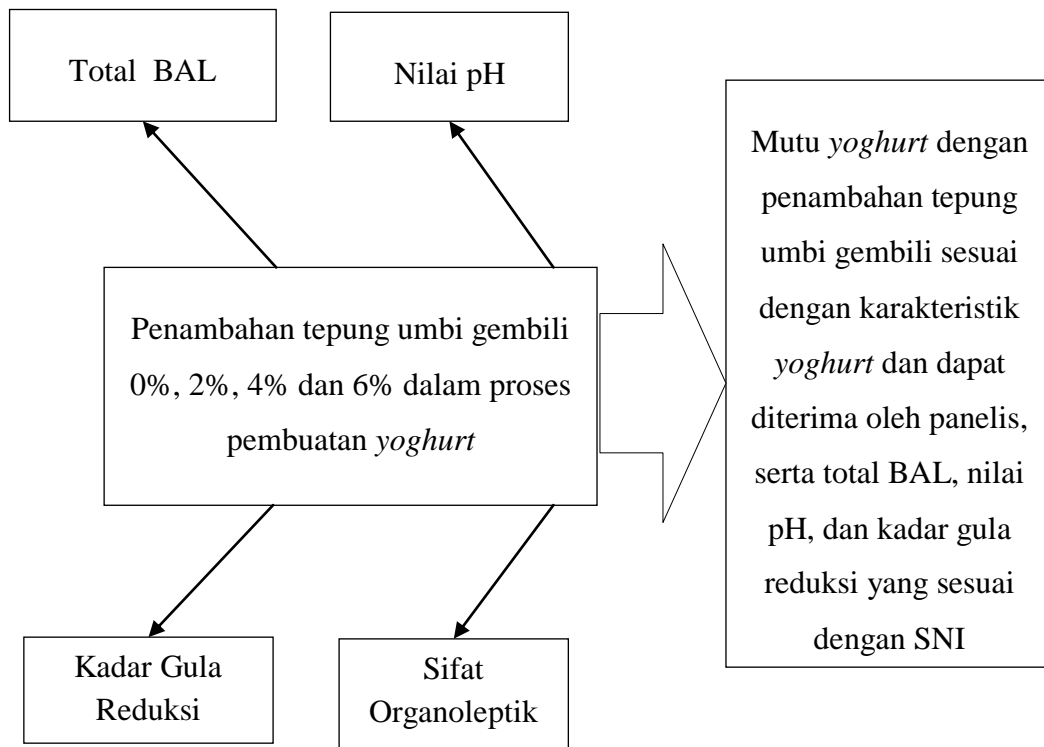 Total BAL
Nilai pH
Penambahan tepung umbi gembili
0%, 2%, 4% dan 6% dalam proses
pembuatan yoghurt
Kadar Gula
Reduksi
Sifat
Organoleptik
Mutu yoghurt dengan
penambahan tepung
umbi gembili sesuai
dengan karakteristik
yoghurt dan dapat
diterima oleh panelis,
serta total BAL, nilai
pH, dan kadar gula
reduksi yang sesuai
dengan SNI